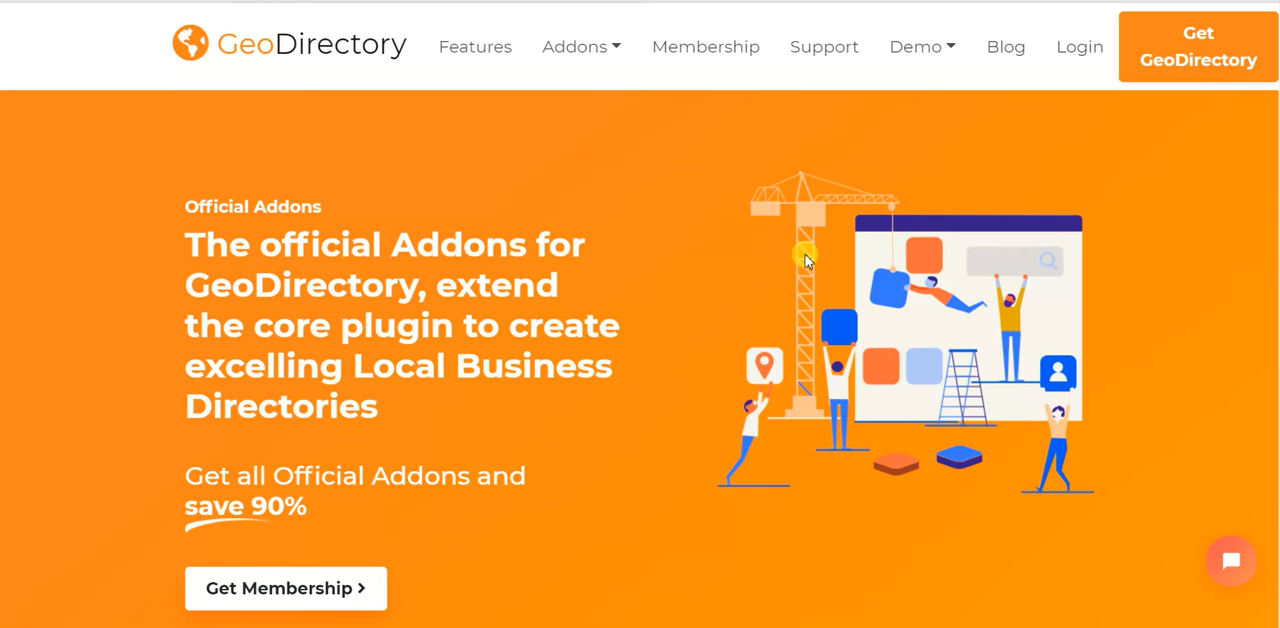 GeoDirectory
Features
Addons
Membership
Support
Demo
Blog
Login
Get
GeoDirectory
Official Addons
The official Addons for
GeoDirectory, extend
the core plugin to create
excelling Local Business
Directories
Get all Official Addons and
save 90%
Get Membership